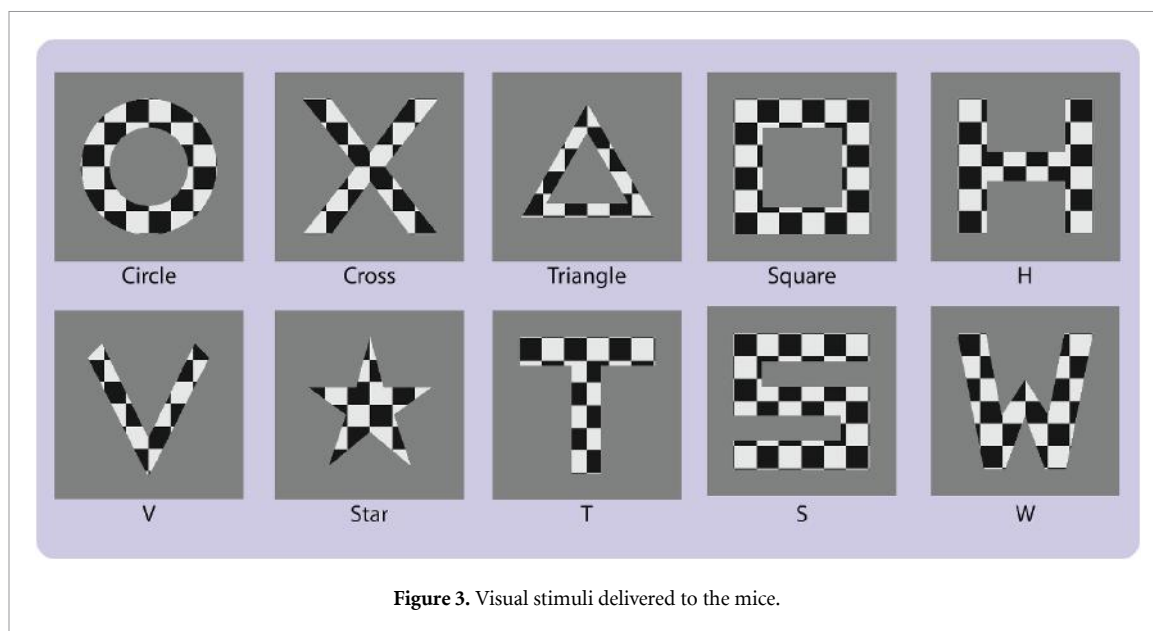 Circle
Cross
Triangle
Square
H
V
Star
T
S
W
Figure 3. Visual stimuli delivered to the mice.